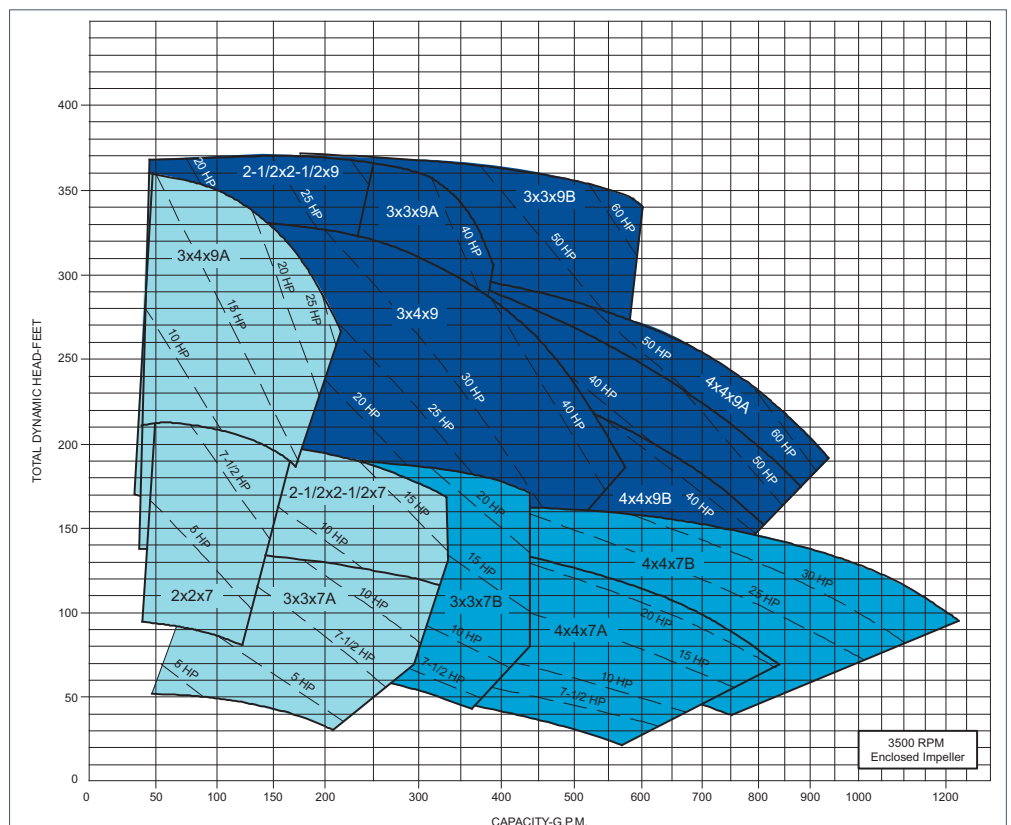 TOTAL DYNAMIC HEAD-FEET
400
350
300
250
200
150
100
50
0
20 HP
2-1/2x2-1/2x9
25 HP
3x3x9A
40 HP
3x3x9B
50 HP
60 HP
3x4x9A
10 HP
15 HP
20 HP
25 HP
3x4x9
20 HP
25 HP
30 HP
40 HP
40 HP
50 HP
4x4x9A
60 HP
50 HP
40 HP
4x4x9B
7-1/2 HP
5 HP
2x2x7
2-1/2x2-1/2x7
10 HP
15 HP
20 HP
3x3x7A
10 HP
7-1/2 HP
5 HP
5 HP
15 HP
3x3x7B
10 HP
7-1/2 HP
4x4x7B
30 HP
25 HP
20 HP
4x4x7A
15 HP
10 HP
7-1/2 HP
3500 RPM
Enclosed Impeller
0 50 100 200 300 400 500 600 700 800 1000 1200
CAPACITY-G.P.M.